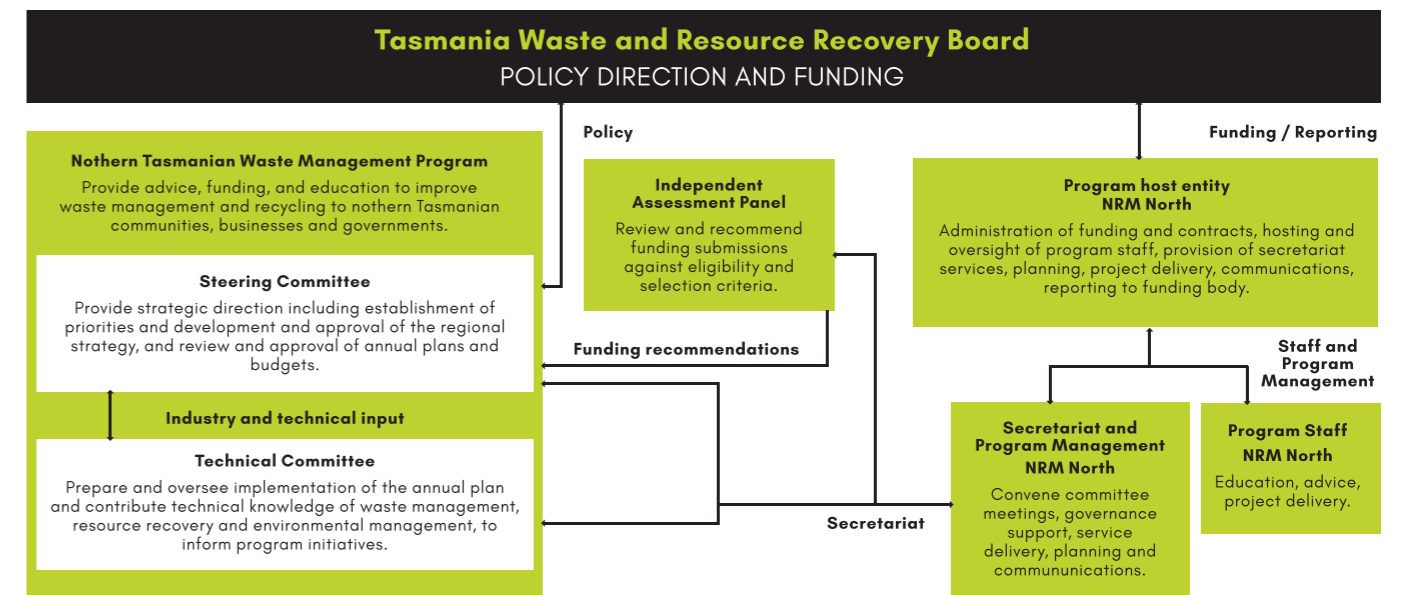 Tasmania Waste and Resource Recovery Board
POLICY DIRECTION AND FUNDING
Nothern Tasmanian Waste Management Program
Provide advice, funding, and education to improve
waste management and recycling to nothern Tasmanian
communities, businesses and governments.
Steering Committee
Provide strategic direction including establishment of
priorities and development and approval of the regional
strategy, and review and approval of annual plans and
budgets.
Industry and technical input
Technical Committee
Prepare and oversee implementation of the annual plan
and contribute technical knowledge of waste management,
resource recovery and environmental management, to
inform program initiatives.
Policy
Independent
Assessment Panel
Review and recommend
funding submissions
against eligibility and
selection criteria.
Funding recommendations
Secretariat
Funding / Reporting
Program host entity
NRM North
Administration of funding and contracts, hosting and
oversight of program staff, provision of secretariat
services, planning, project delivery, communications,
reporting to funding body.
Staff and
Program
Management
Secretariat and
Program Management
NRM North
Convene committee
meetings, governance
support, service
delivery, planning and
commununications.
Program Staff
NRM North
Education, advice,
project delivery.